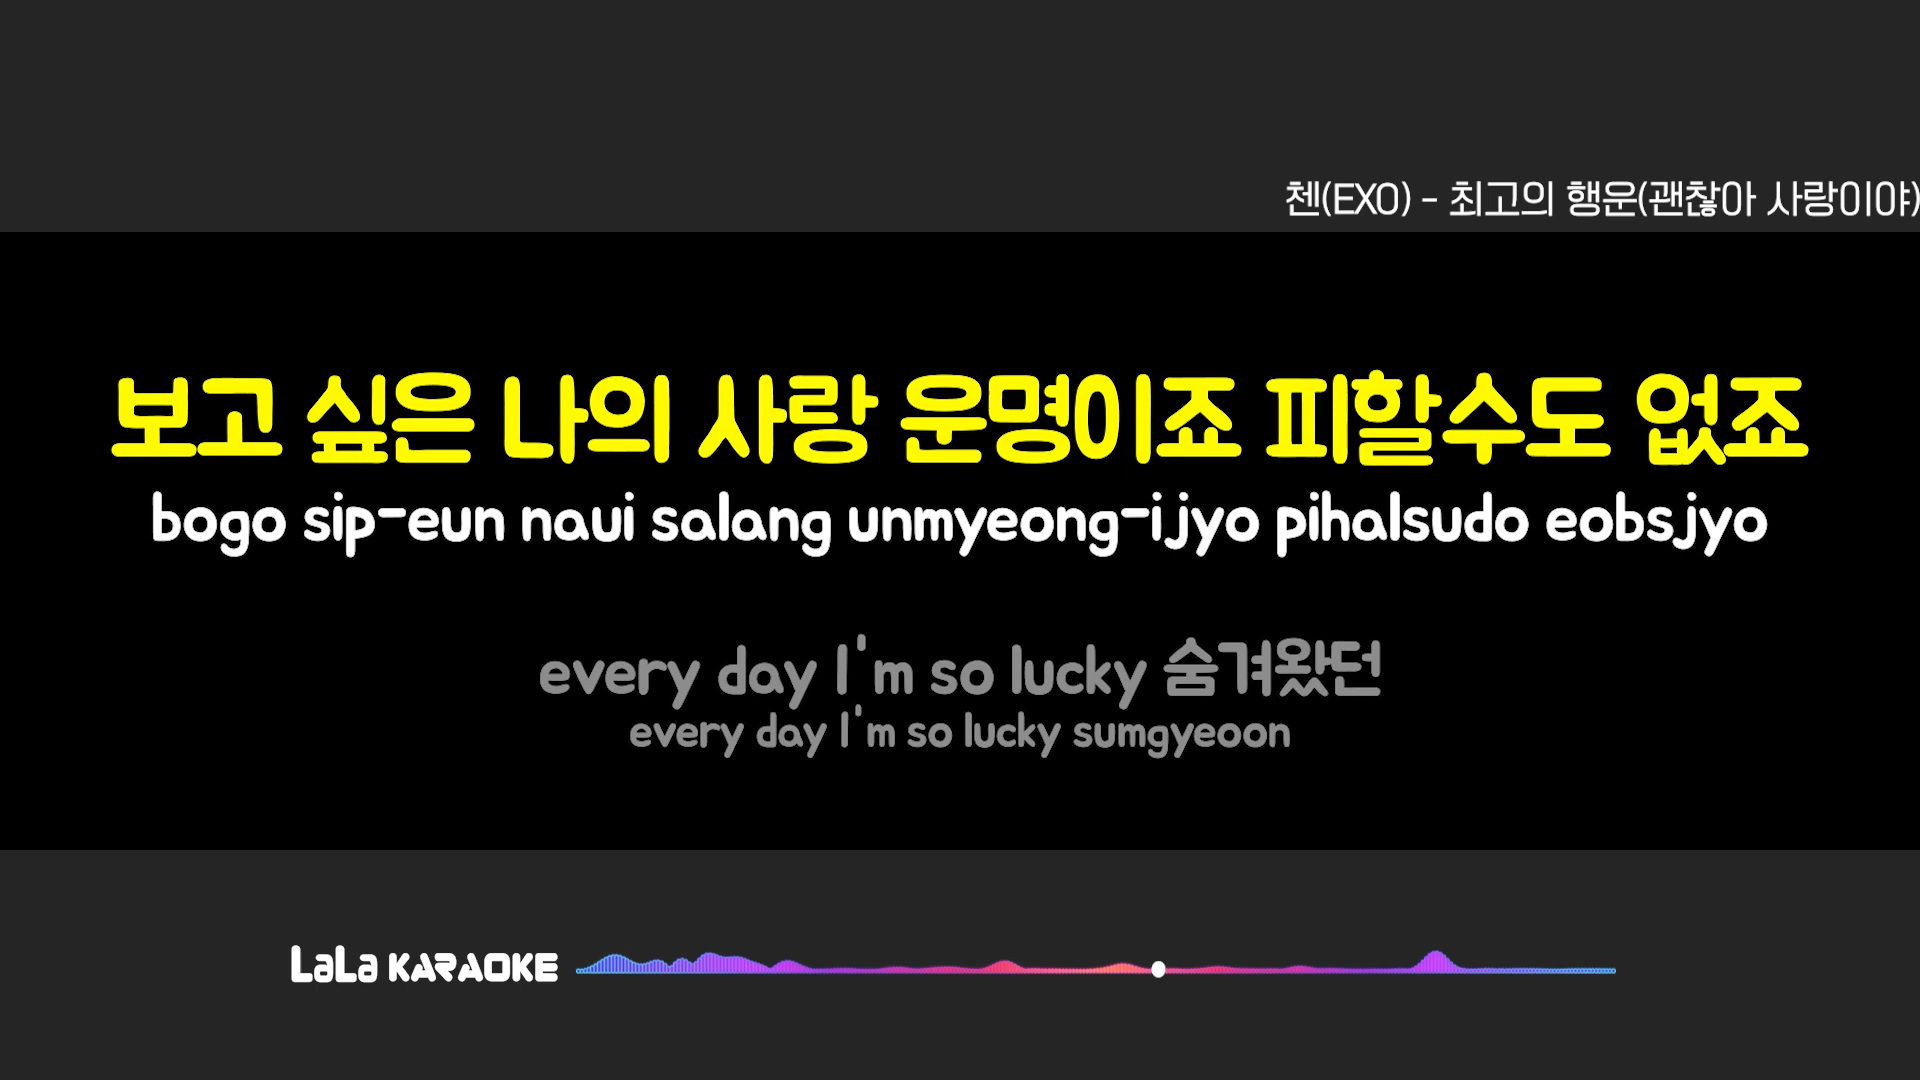 첸(EXO) - 최고의 행운(괜찮아 사랑이야)
보고 싶은 나의 사랑 운명이죠 피할수도 없죠
bogo sip-eun naui salang unmyeong-ijyo pihalsudo eobsjyo
every day I'm so lucky 숨겨왔던
every day I'm so lucky sumgyeoon
LaLa KARAOKE